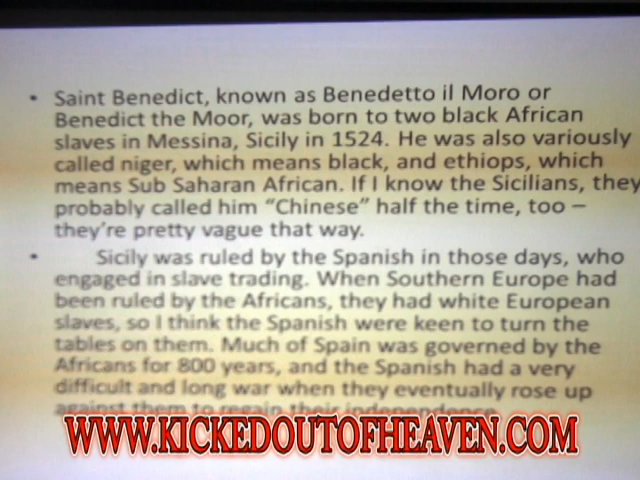 • Saint Benedict, known as Benedetto il Moro or
Benedict the Moor, was born to two black African
slaves in Messina, Sicily in 1524. He was also variously
called niger, which means black, and ethiops, which
means Sub Saharan African. If I know the Sicilians, they
probably called him “Chinese” half the time, too –
they’re pretty vague that way.
• Sicily was ruled by the Spanish in those days, who
engaged in slave trading. When Southern Europe had
been ruled by the Africans, they had white European
slaves, so I think the Spanish were keen to turn the
tables on them. Much of Spain was governed by the
Africans for 800 years, and the Spanish had a very
difficult and long war when they eventually rose up
against them to regain their independence
WWW.KICKEDOUTOFHEAVEN.COM